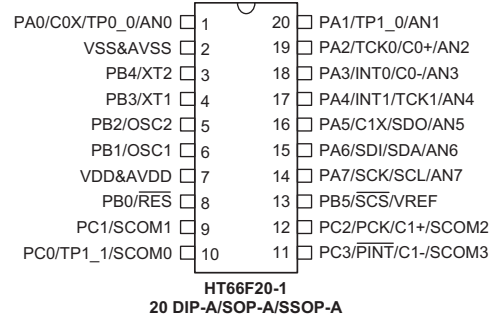 PA0/C0X/TP0_0/AN0 1 20 PA1/TP1_0/AN1
VSS&AVSS 2 19 PA2/TCK0/C0+/AN2
PB4/XT2 3 18 PA3/INT0/C0-/AN3
PB3/XT1 4 17 PA4/INT1/TCK1/AN4
PB2/OSC2 5 16 PA5/C1X/SDO/AN5
PB1/OSC1 6 15 PA6/SDI/SDA/AN6
VDD&AVDD 7 14 PA7/SCK/SCL/AN7
PB0/RES 8 13 PB5/SCS/VREF
PC1/SCOM1 9 12 PC2/PCK/C1+/SCOM2
PC0/TP1_1/SCOM0 10 11 PC3/PINT/C1-/SCOM3
HT66F20-1
20 DIP-A/SOP-A/SSOP-A